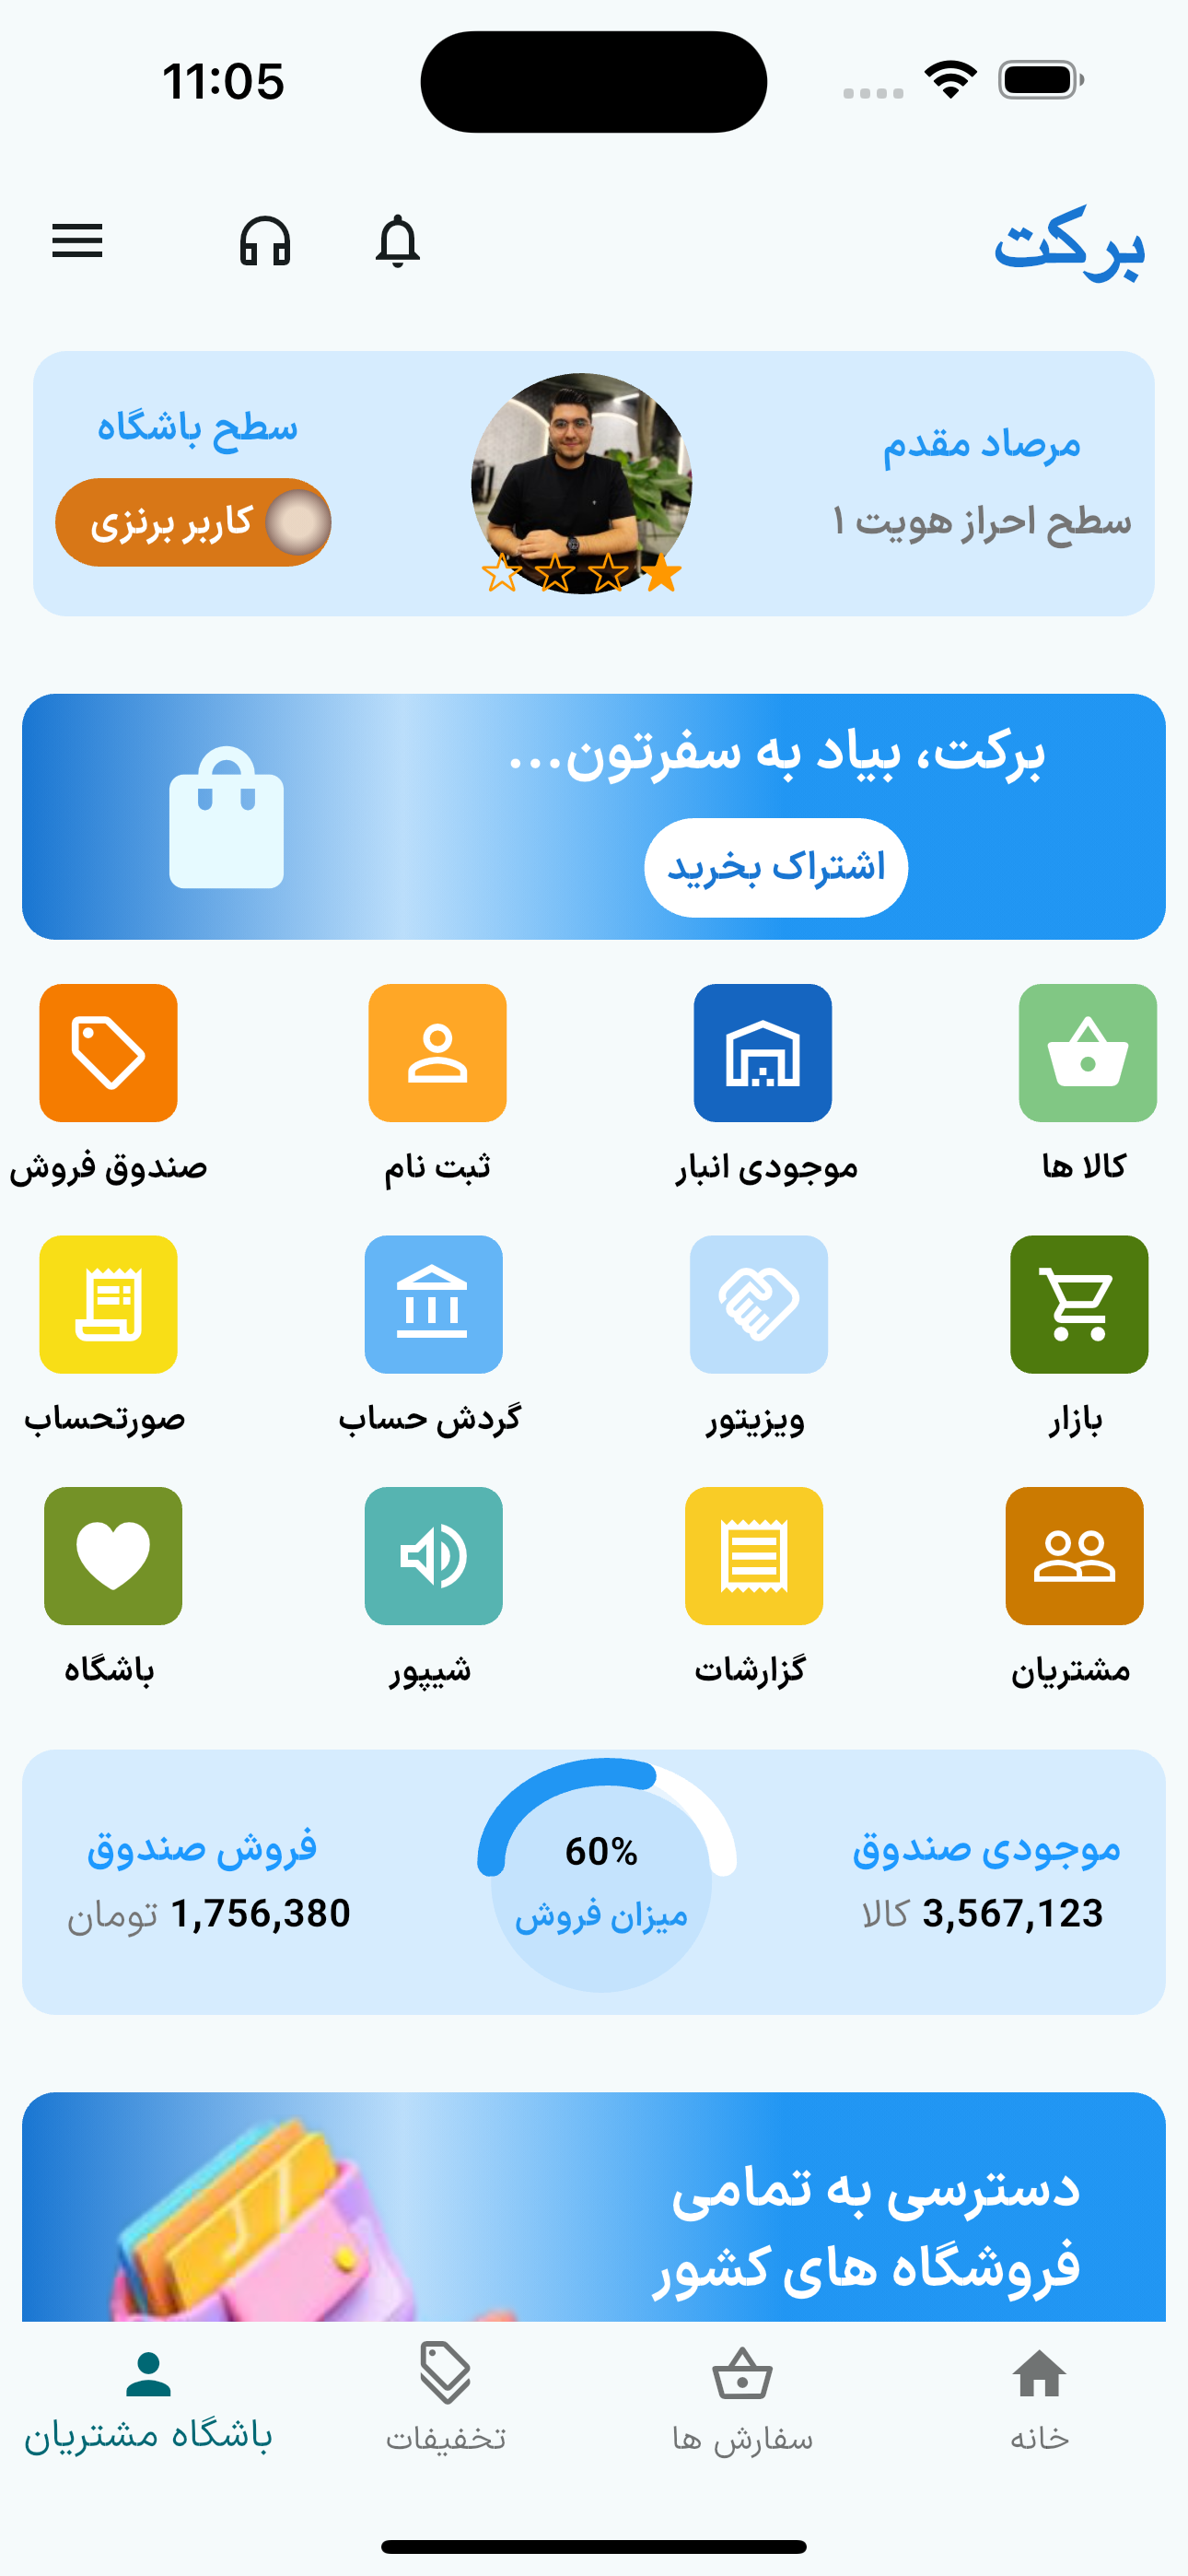 11:05
برکت
مرصاد مقدم
سطح احراز هویت ۱
سطح باشگاه
کاربر برنزی
برکت، بیاد به سفرتون...
اشتراک بخرید
کالا ها
موجودی انبار
ثبت نام
صندوق فروش
بازار
ویزیتور
گردش حساب
صورتحساب
مشتریان
گزارشات
شیپور
باشگاه
موجودی صندوق
3,567,123 کالا
60%
میزان فروش
فروش صندوق
1,756,380 تومان
دسترسی به تمامی
فروشگاه های کشور
خانه
سفارش ها
تخفیفات
باشگاه مشتریان